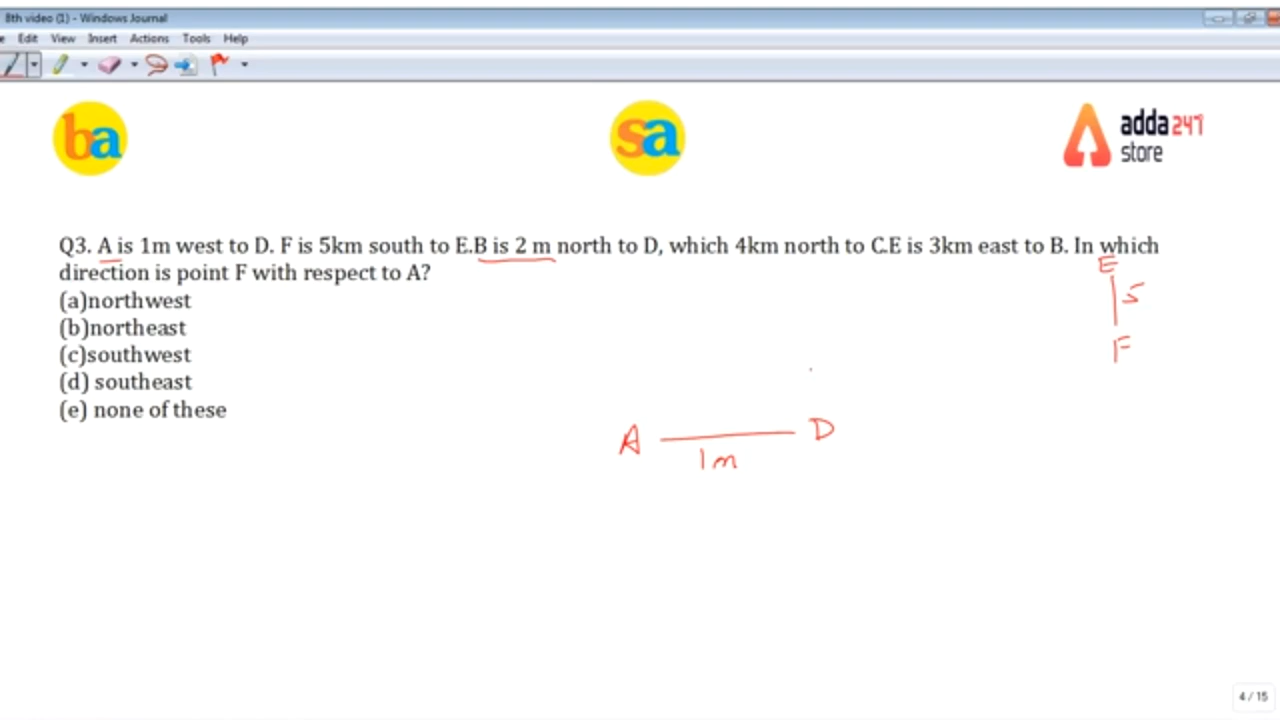 8th video (1) - Windows Journal
e Edit View Insert Actions Tools Help
ba
sa
adda247
store
Q3. A is 1m west to D. F is 5km south to E.B is 2 m north to D, which 4km north to C.E is 3km east to B. In which
direction is point F with respect to A?
(a)northwest
(b)northeast
(c)southwest
(d) southeast
(e) none of these
E
5
F
A D
1m
4 / 15